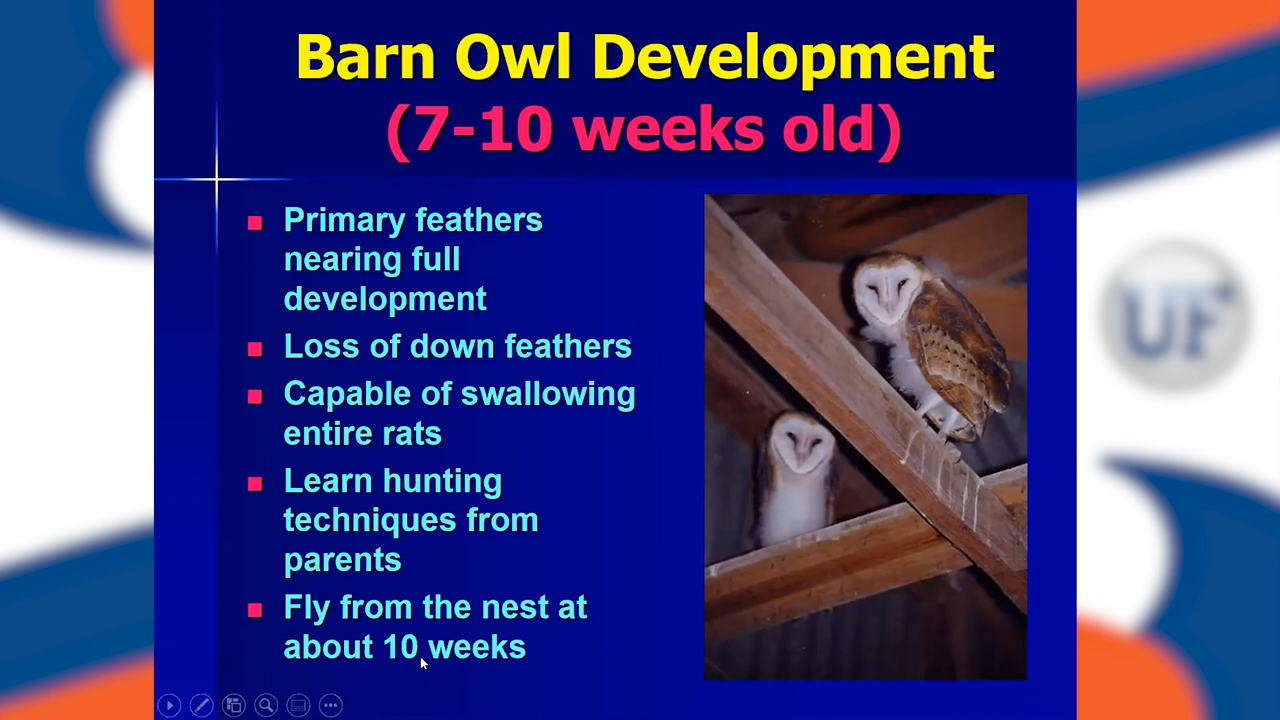 Barn Owl Development
(7-10 weeks old)
Primary feathers
nearing full
development
Loss of down feathers
Capable of swallowing
entire rats
Learn hunting
techniques from
parents
Fly from the nest at
about 10 weeks
UF